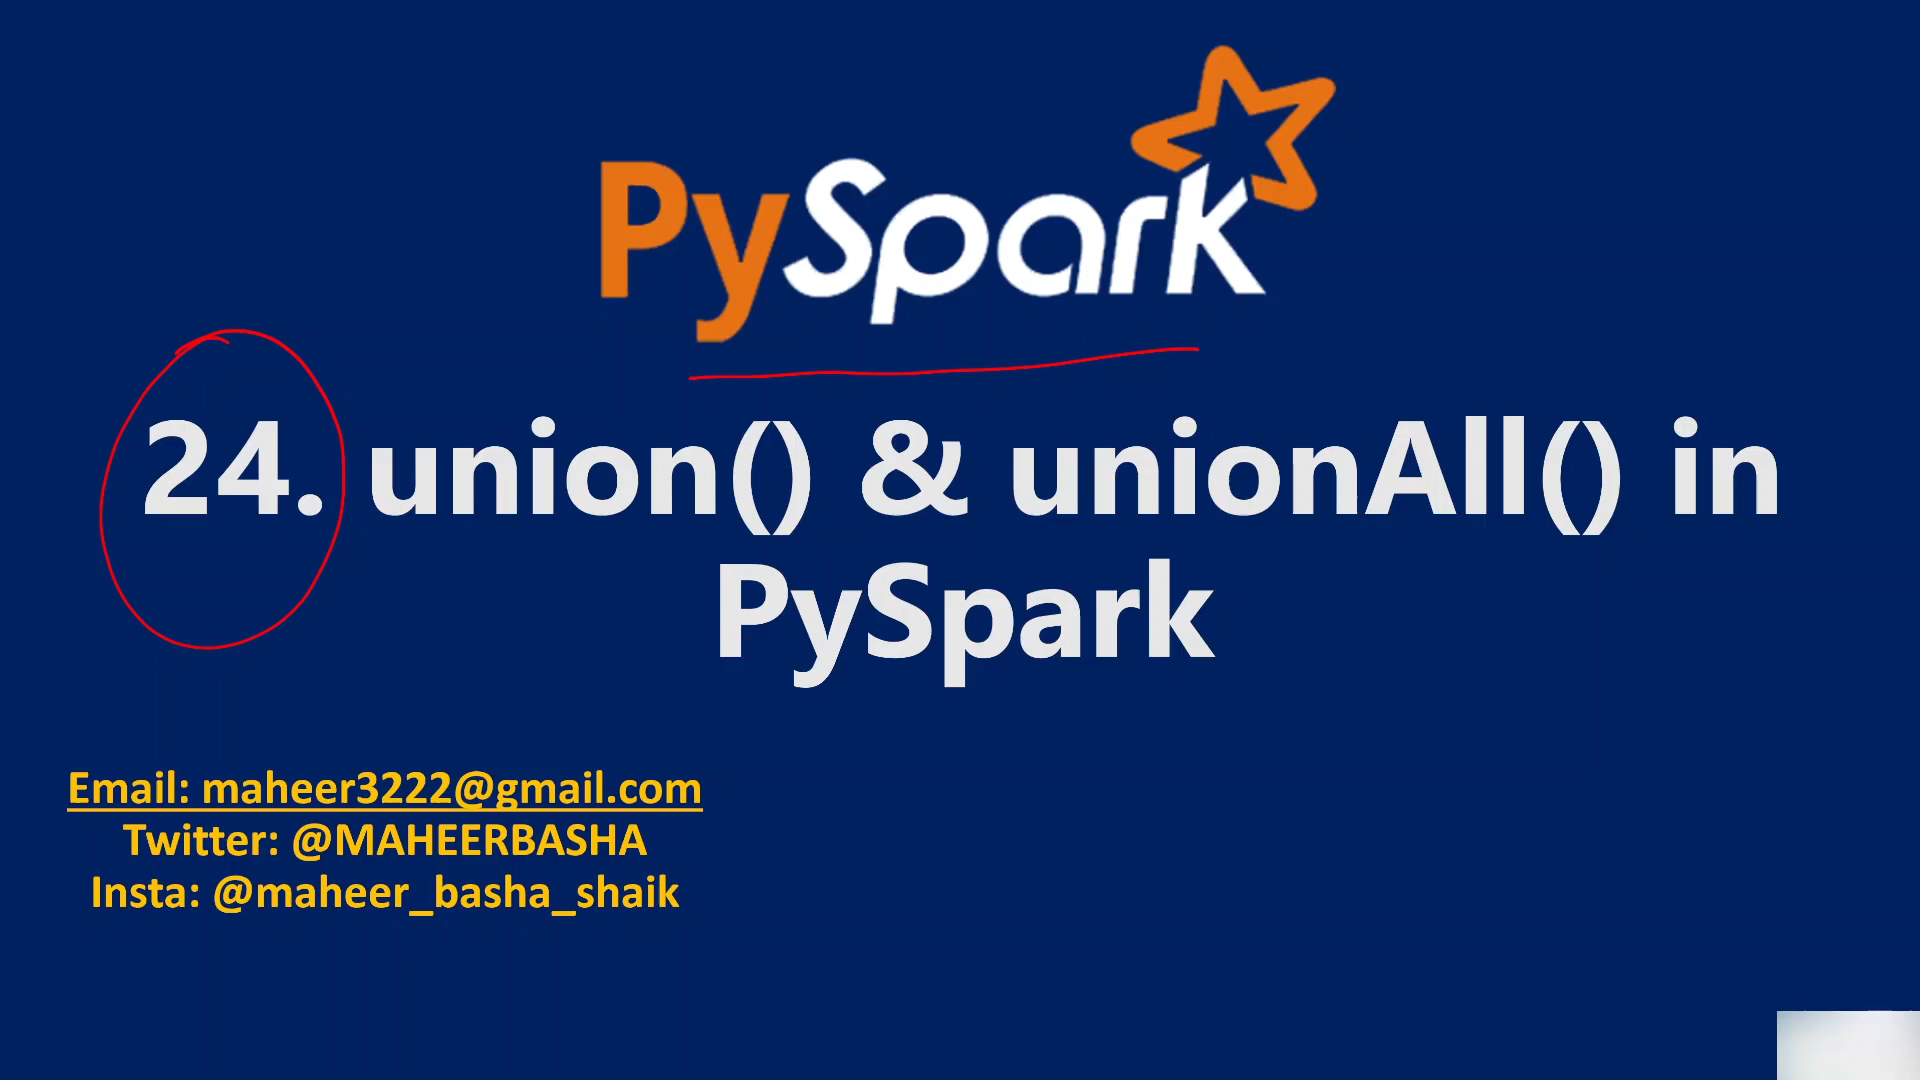 PySpark
24. union() & unionAll() in
PySpark
Email: maheer3222@gmail.com
Twitter: @MAHEERBASHA
Insta: @maheer_basha_shaik